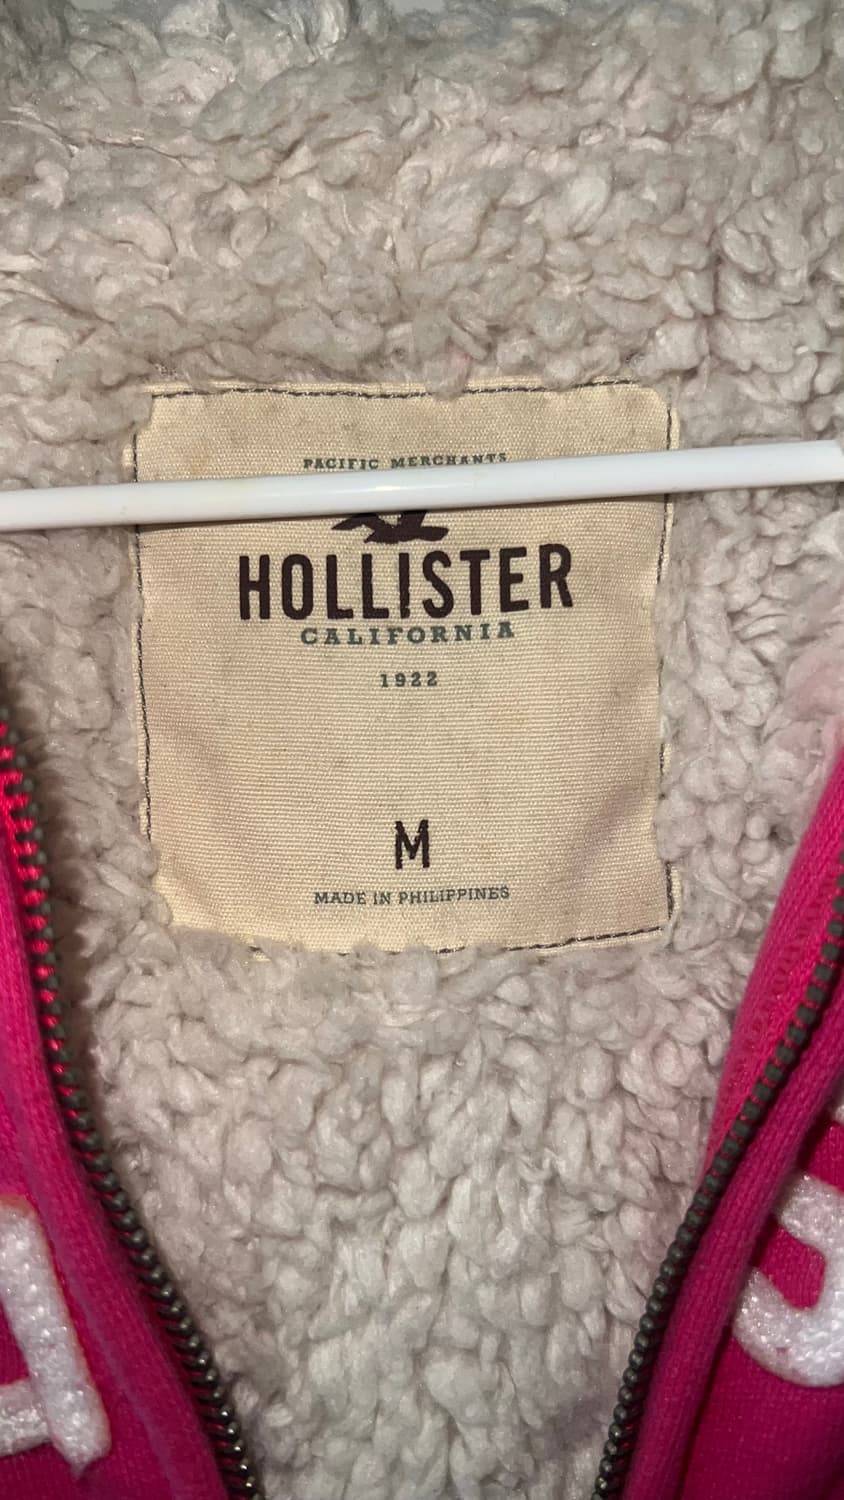 PACIFIC MERCHANTS
HOLLISTER
CALIFORNIA
1922
M
MADE IN PHILIPPINES